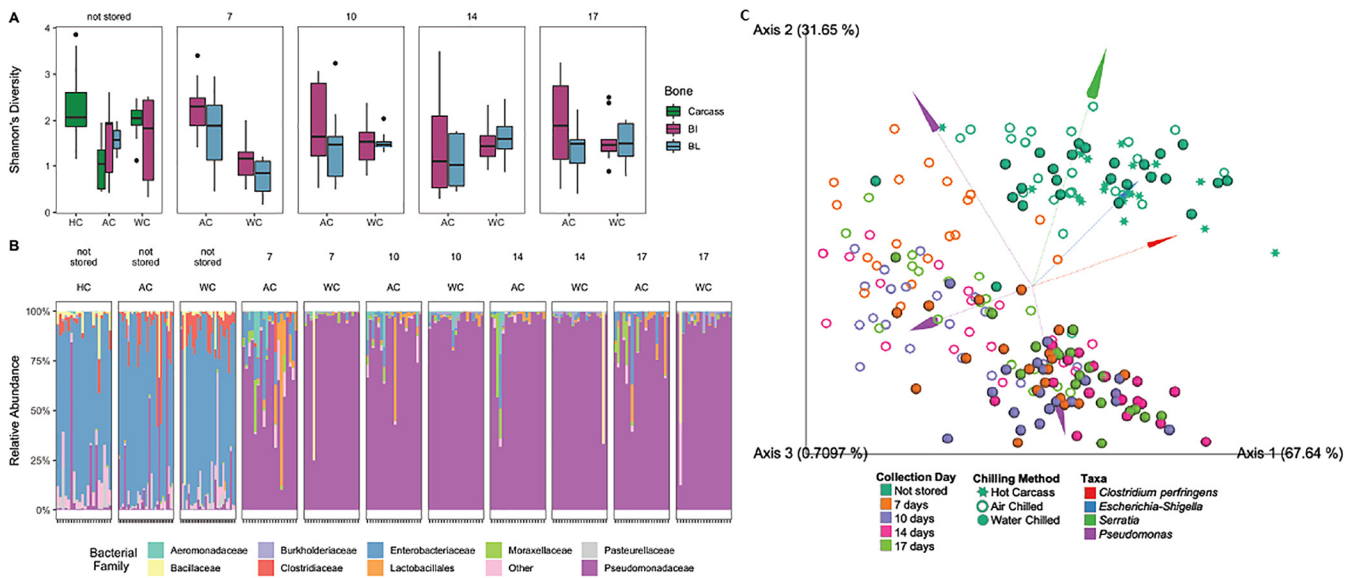 A
not stored 7 10 14 17
4
3
2
1
0
Shannon's Diversity
HC AC WC AC WC AC WC AC WC AC WC
Bone
Carcass
BI
BL
B
not stored not stored not stored 7 7 10 10 14 14 17 17
HC AC WC AC WC AC WC AC WC AC WC
100%
75%
50%
25%
0%
Relative Abundance
Bacterial Family
Aeromonadaceae Burkholderiaceae Enterobacteriaceae Moraxellaceae Pasteurellaceae
Bacillaceae Clostridiaceae Lactobacillales Other Pseudomonadaceae
C
Axis 2 (31.65 %)
Axis 3 (0.7097 %) Axis 1 (67.64 %)
Collection Day
Not stored
7 days
10 days
14 days
17 days
Chilling Method
Hot Carcass
Air Chilled
Water Chilled
Taxa
Clostridium perfringens
Escherichia-Shigella
Serratia
Pseudomonas